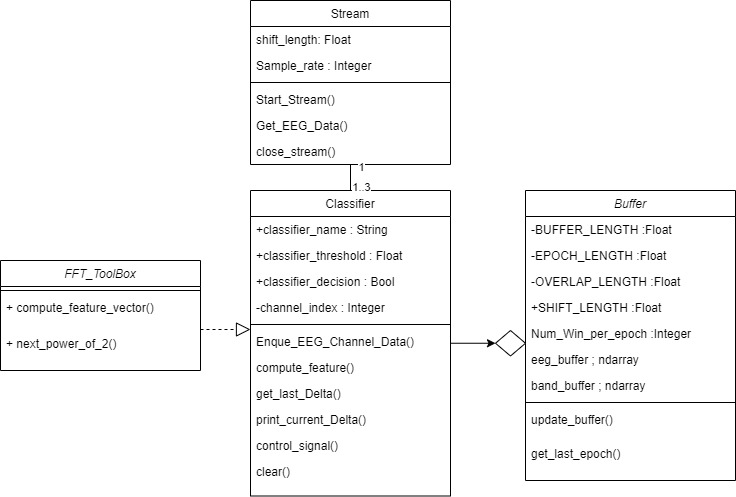 Stream
shift_length: Float
Sample_rate : Integer
Start_Stream()
Get_EEG_Data()
close_stream()
1
1..3
Classifier
+classifier_name : String
+classifier_threshold : Float
+classifier_decision : Bool
-channel_index : Integer
Enque_EEG_Channel_Data()
compute_feature()
get_last_Delta()
print_current_Delta()
control_signal()
clear()
FFT_ToolBox
+ compute_feature_vector()
+ next_power_of_2()
Buffer
-BUFFER_LENGTH :Float
-EPOCH_LENGTH :Float
-OVERLAP_LENGTH :Float
+SHIFT_LENGTH :Float
Num_Win_per_epoch :Integer
eeg_buffer ; ndarray
band_buffer ; ndarray
update_buffer()
get_last_epoch()